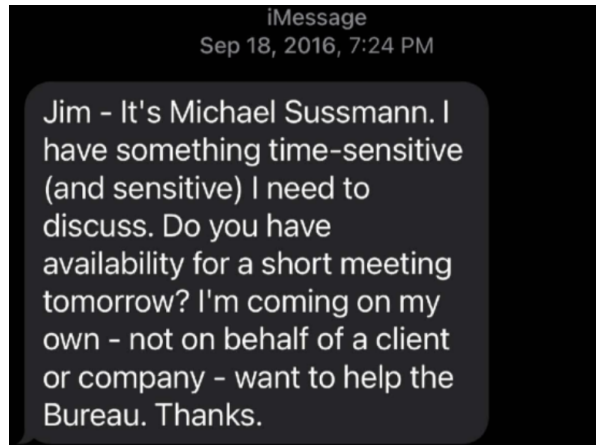 iMessage
Sep 18, 2016, 7:24 PM
Jim - It's Michael Sussmann. I
have something time-sensitive
(and sensitive) I need to
discuss. Do you have
availability for a short meeting
tomorrow? I'm coming on my
own - not on behalf of a client
or company - want to help the
Bureau. Thanks.